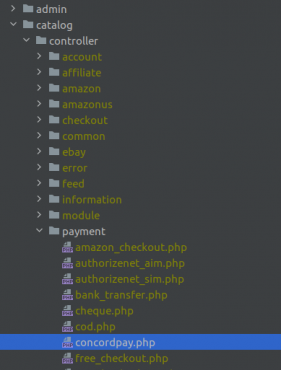 admin
catalog
controller
account
affiliate
amazon
amazonus
checkout
common
ebay
error
feed
information
module
payment
amazon_checkout.php
authorizenet_aim.php
authorizenet_sim.php
bank_transfer.php
cheque.php
cod.php
concordpay.php
free_checkout.php